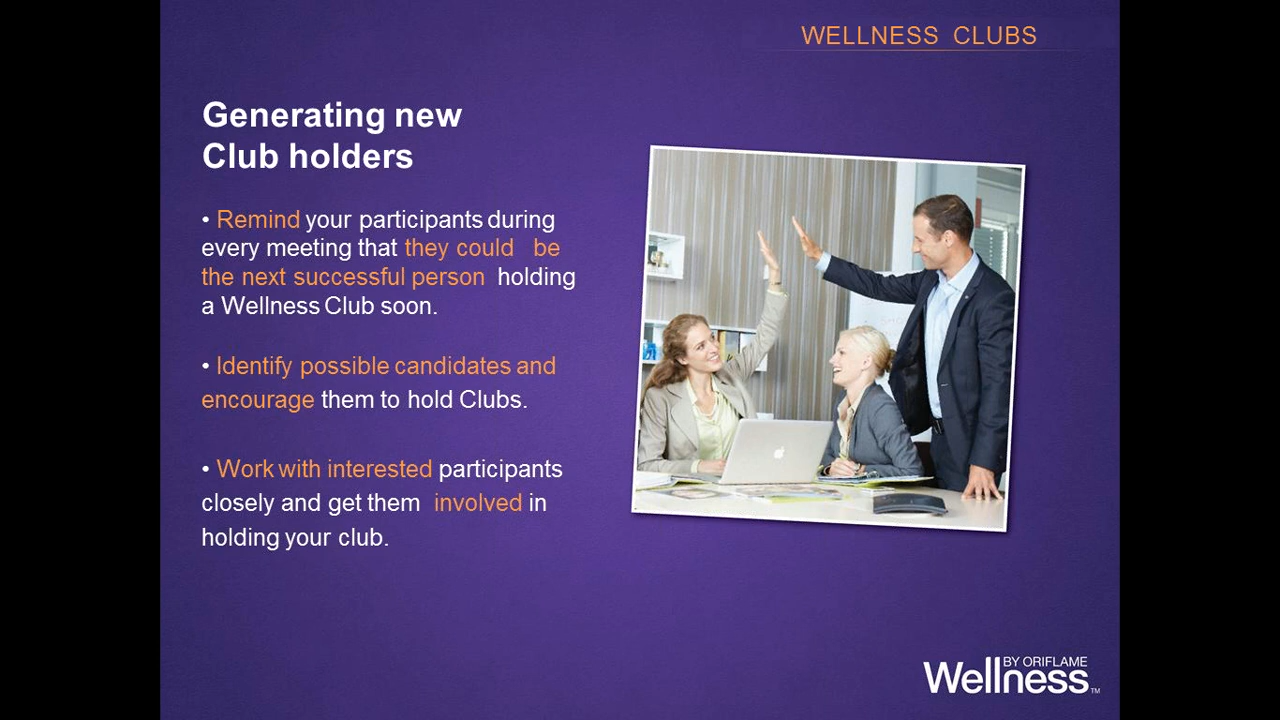 WELLNESS CLUBS
Generating new
Club holders
• Remind your participants during
every meeting that they could be
the next successful person holding
a Wellness Club soon.
• Identify possible candidates and
encourage them to hold Clubs.
• Work with interested participants
closely and get them involved in
holding your club.
BY ORIFLAME
Wellness™